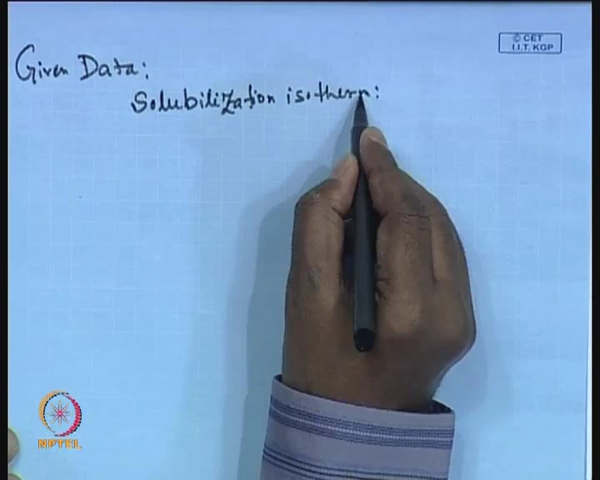 © CET
I.I.T. KGP
Given Data:
Solubilization isotherm:
NPTEL